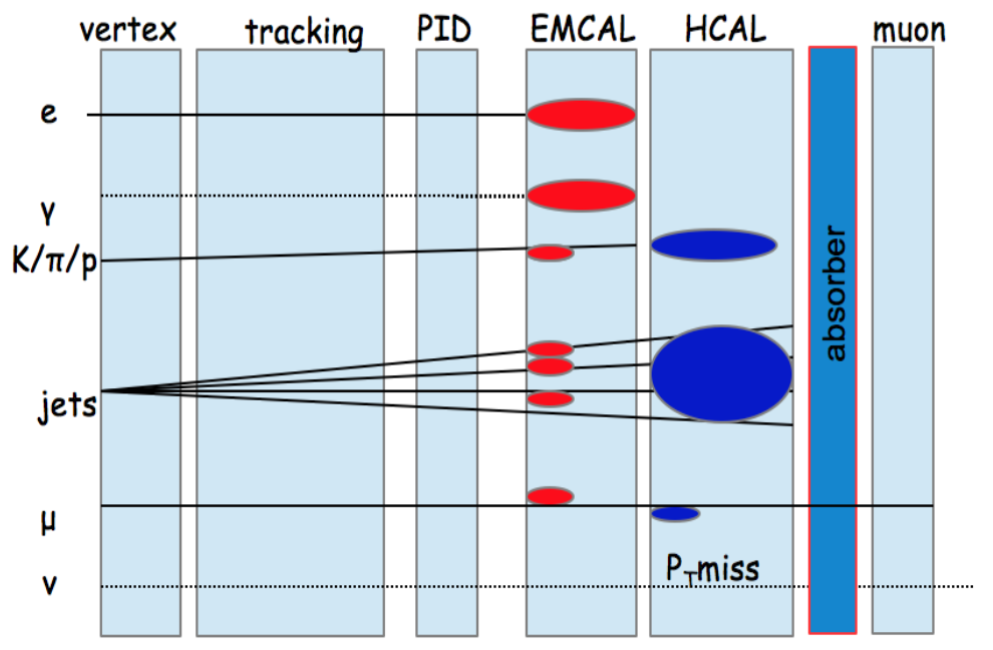 vertex tracking PID EMCAL HCAL muon
e
γ
K/π/p
absorber
jets
μ
PTmiss
ν